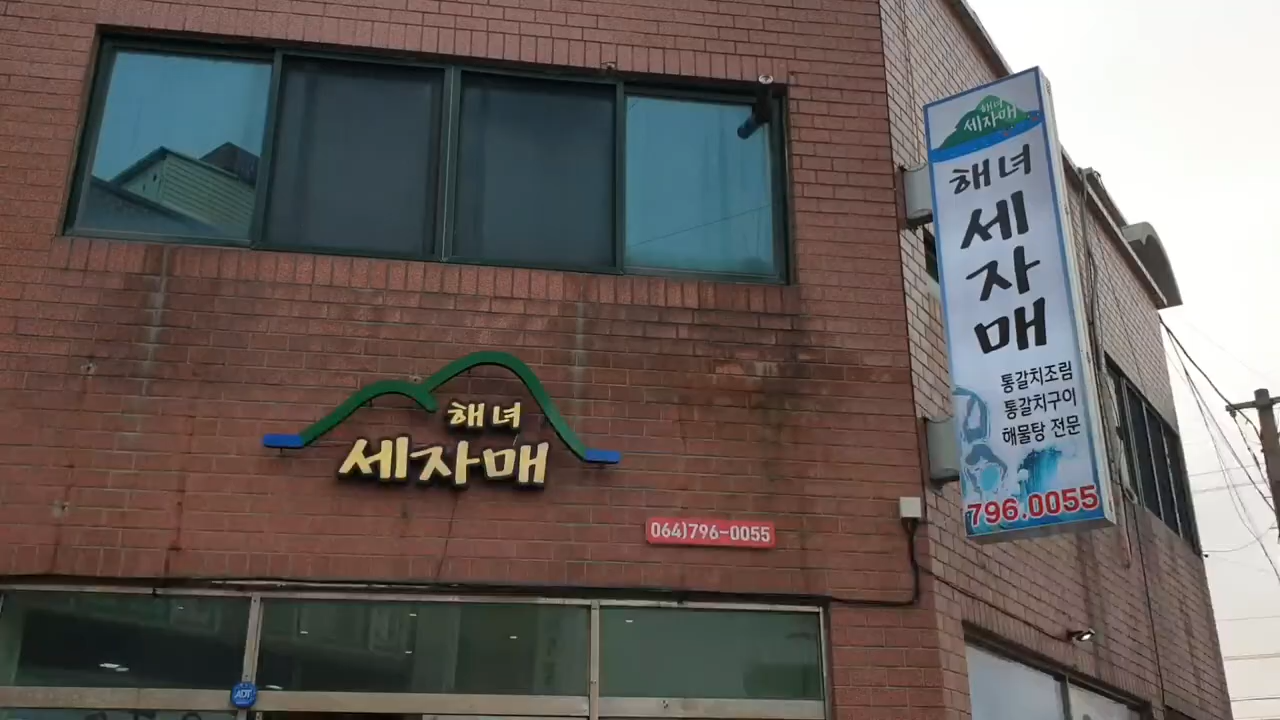 해녀
세자매
064)796-0055
ADT
해녀
세자매
해녀
세
자
매
통갈치조림
통갈치구이
해물탕 전문
796.0055